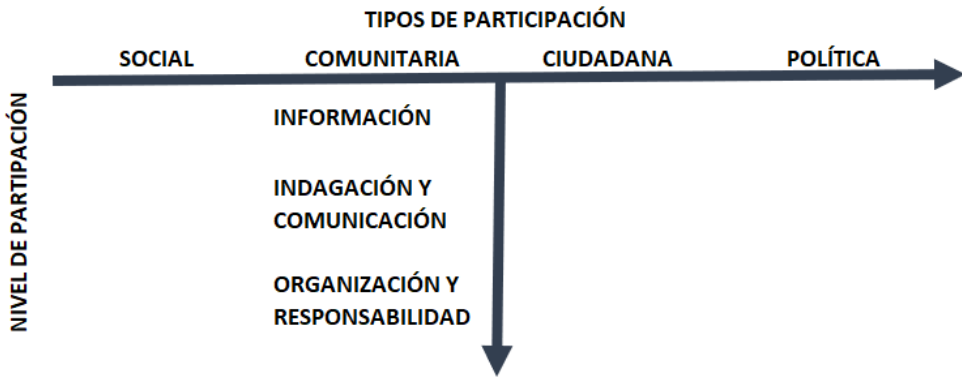 TIPOS DE PARTICIPACIÓN
SOCIAL COMUNITARIA CIUDADANA POLÍTICA
NIVEL DE PARTIPACIÓN
INFORMACIÓN
INDAGACIÓN Y
COMUNICACIÓN
ORGANIZACIÓN Y
RESPONSABILIDAD